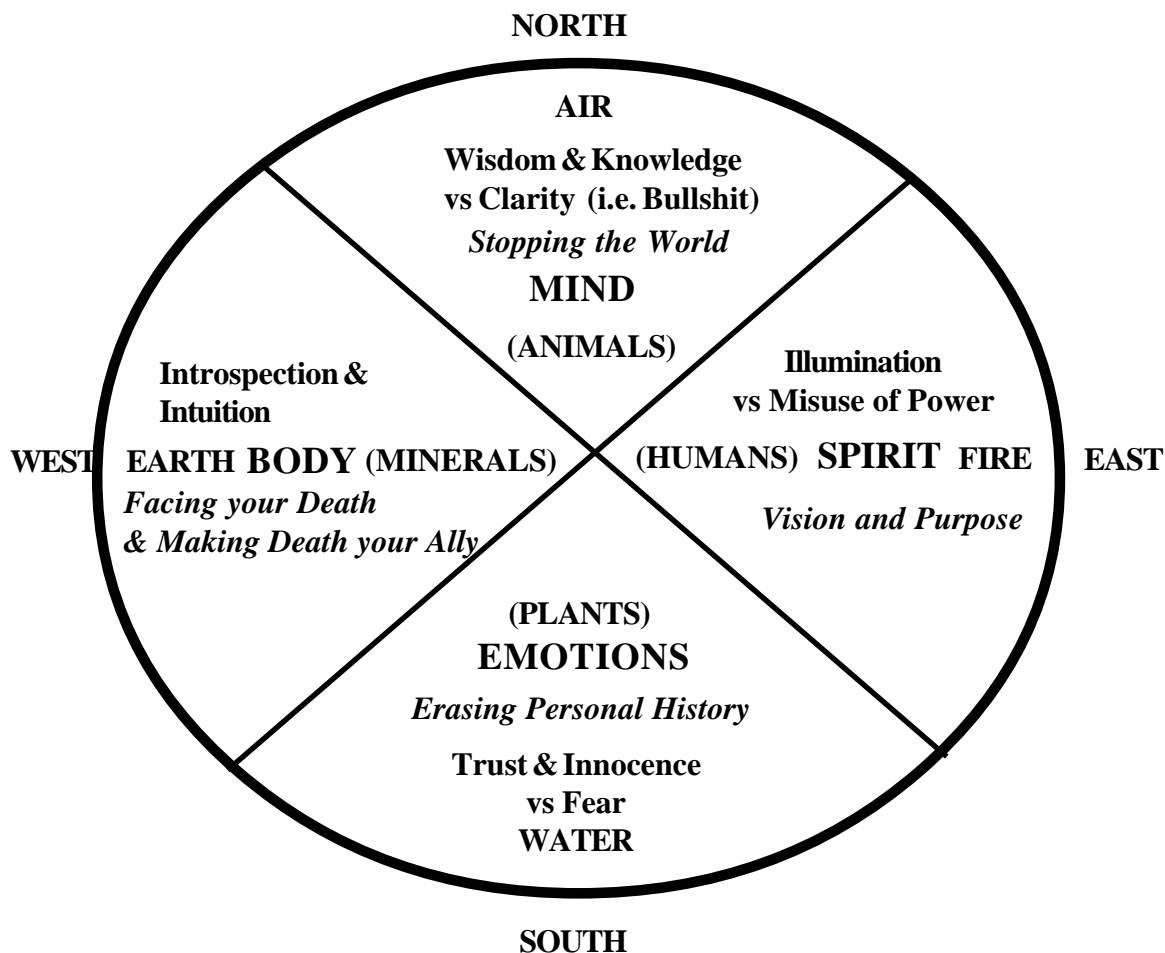 NORTH
AIR
Wisdom & Knowledge
vs Clarity (i.e. Bullshit)
Stopping the World
MIND
(ANIMALS)
Introspection &
Intuition
Illumination
vs Misuse of Power
WEST EARTH BODY (MINERALS) (HUMANS) SPIRIT FIRE EAST
Facing your Death
& Making Death your Ally
Vision and Purpose
(PLANTS)
EMOTIONS
Erasing Personal History
Trust & Innocence
vs Fear
WATER
SOUTH